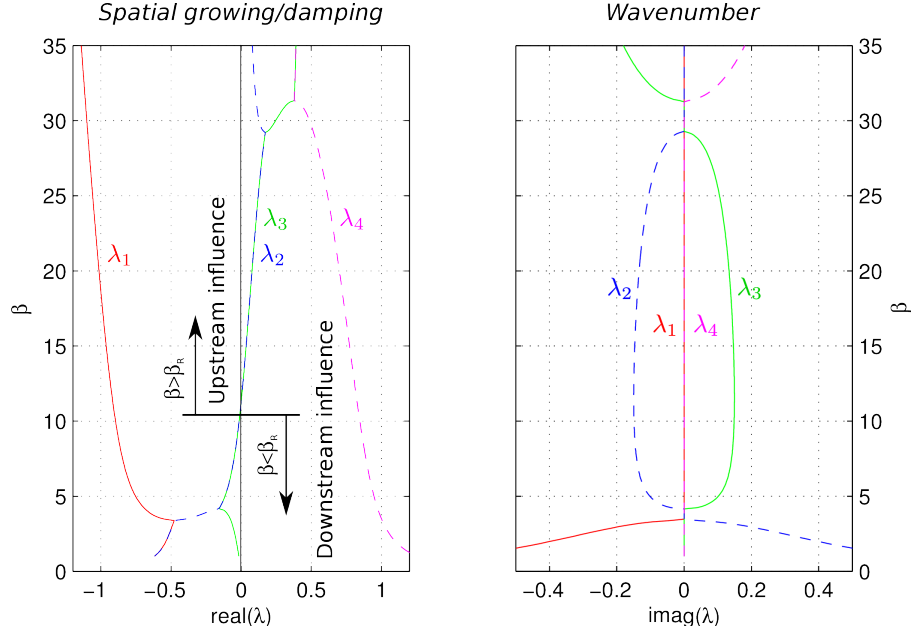 Spatial growing/damping
Wavenumber
35
30
25
20
15
10
5
0
β
−1
−0.5
0
0.5
1
real(λ)
λ1
λ3
λ2
λ4
Upstream influence
β>βR
β<βR
Downstream influence
35
30
25
20
15
10
5
0
β
−0.4
−0.2
0
0.2
0.4
imag(λ)
λ2
λ3
λ1
λ4